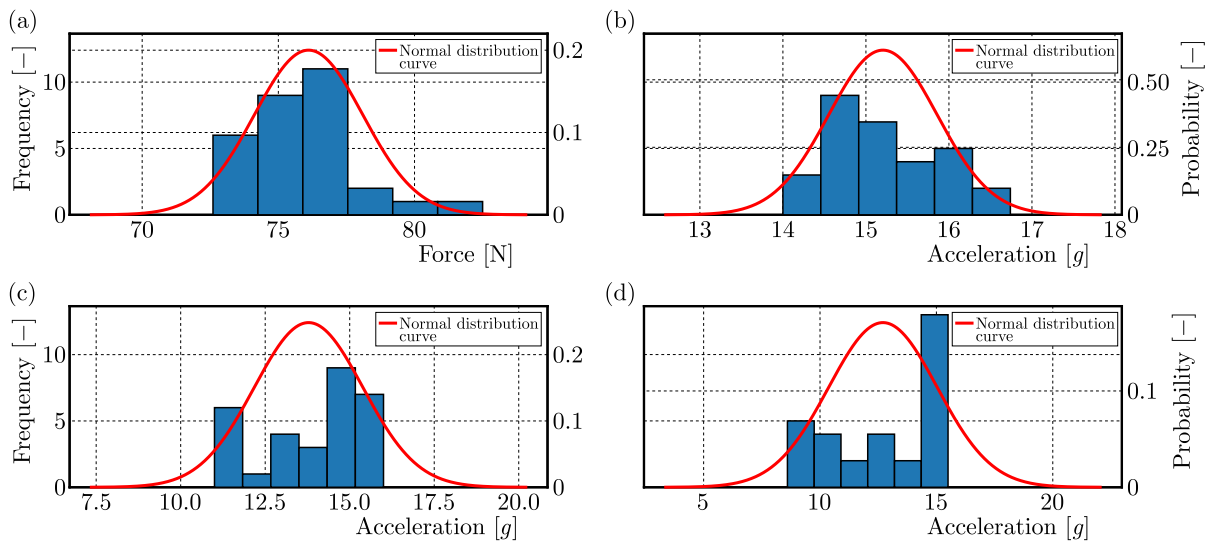 (a)
Frequency [−]
10
5
0
Normal distribution
curve
0.2
0.1
0
70
75
80
Force [N]
(b)
Normal distribution
curve
0.50
0.25
0
Probability [−]
13
14
15
16
17
18
Acceleration [g]
(c)
Frequency [−]
10
5
0
Normal distribution
curve
0.2
0.1
0
7.5
10.0
12.5
15.0
17.5
20.0
Acceleration [g]
(d)
Normal distribution
curve
0.1
0
Probability [−]
5
10
15
20
Acceleration [g]